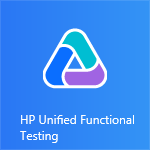 HP Unified Functional
Testing